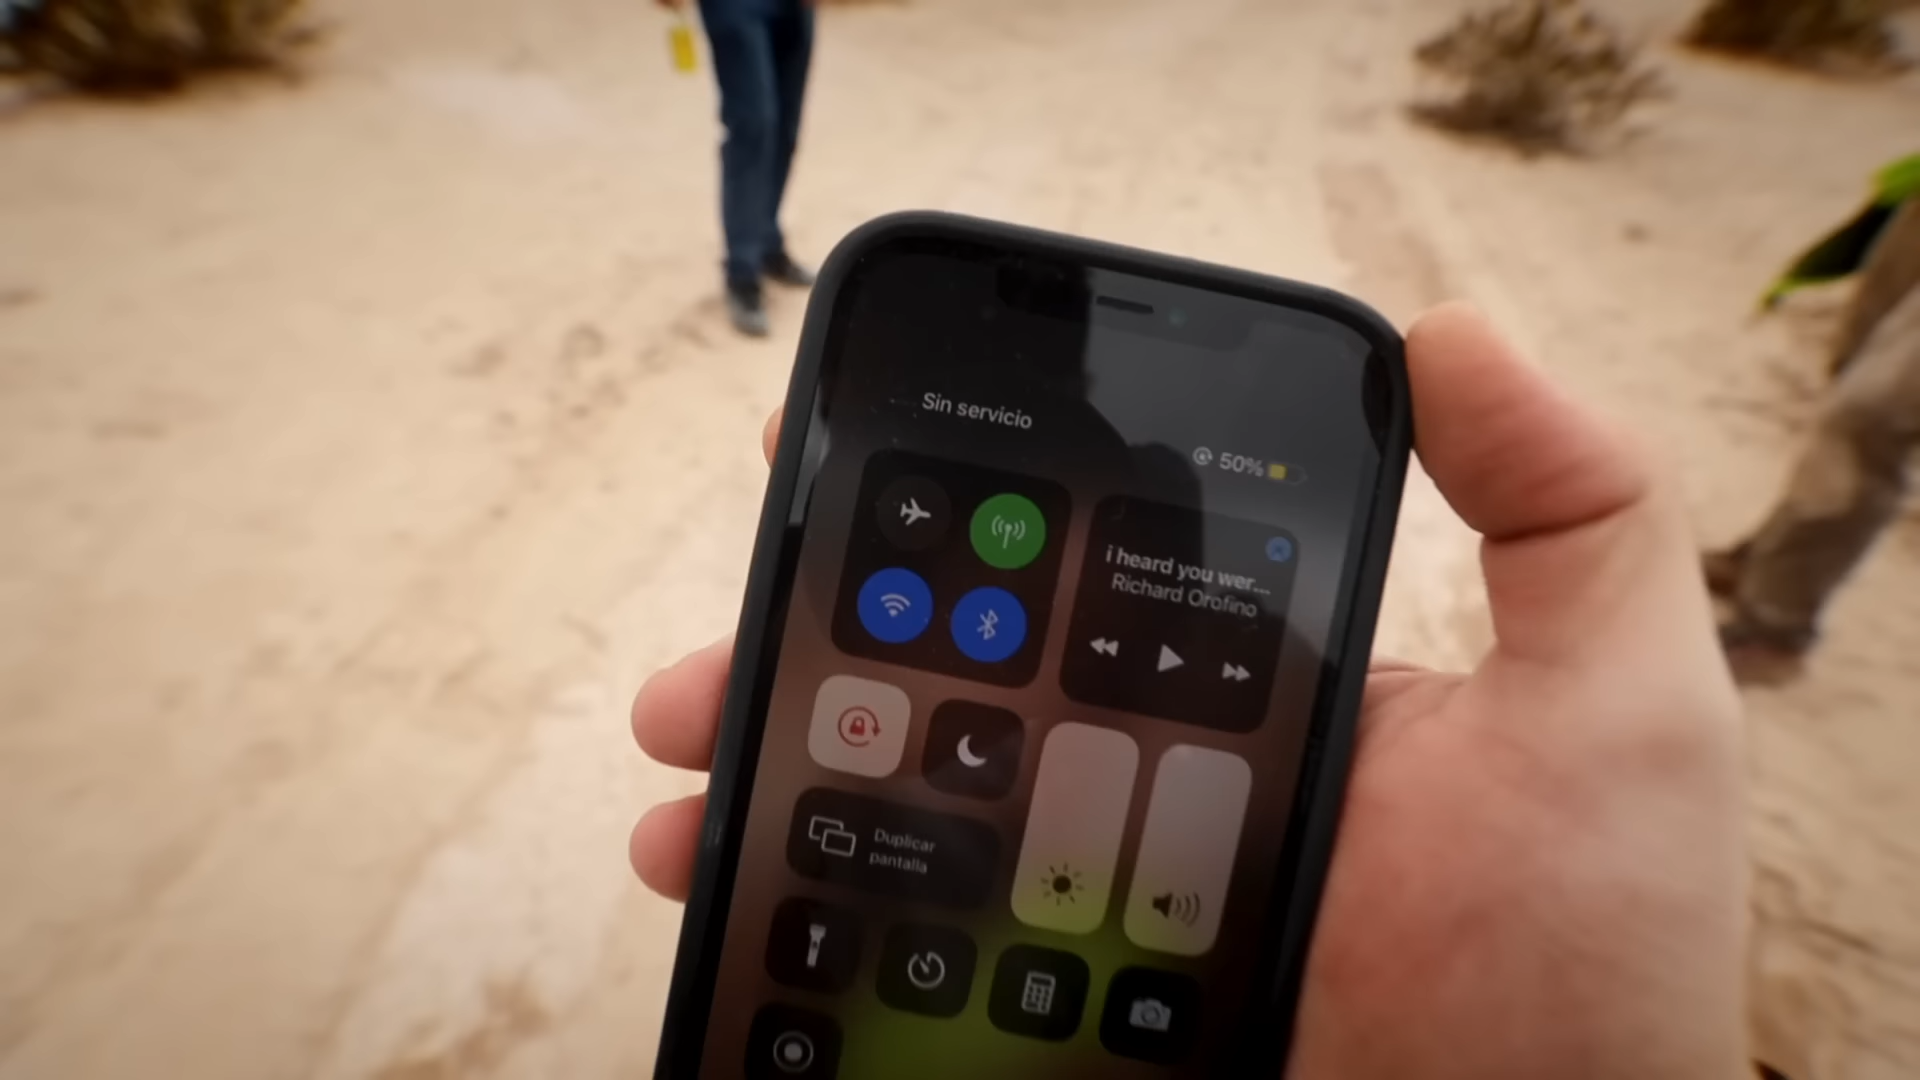 Sin servicio
50%
i heard you wer...
Richard Orofino
Duplicar
pantalla